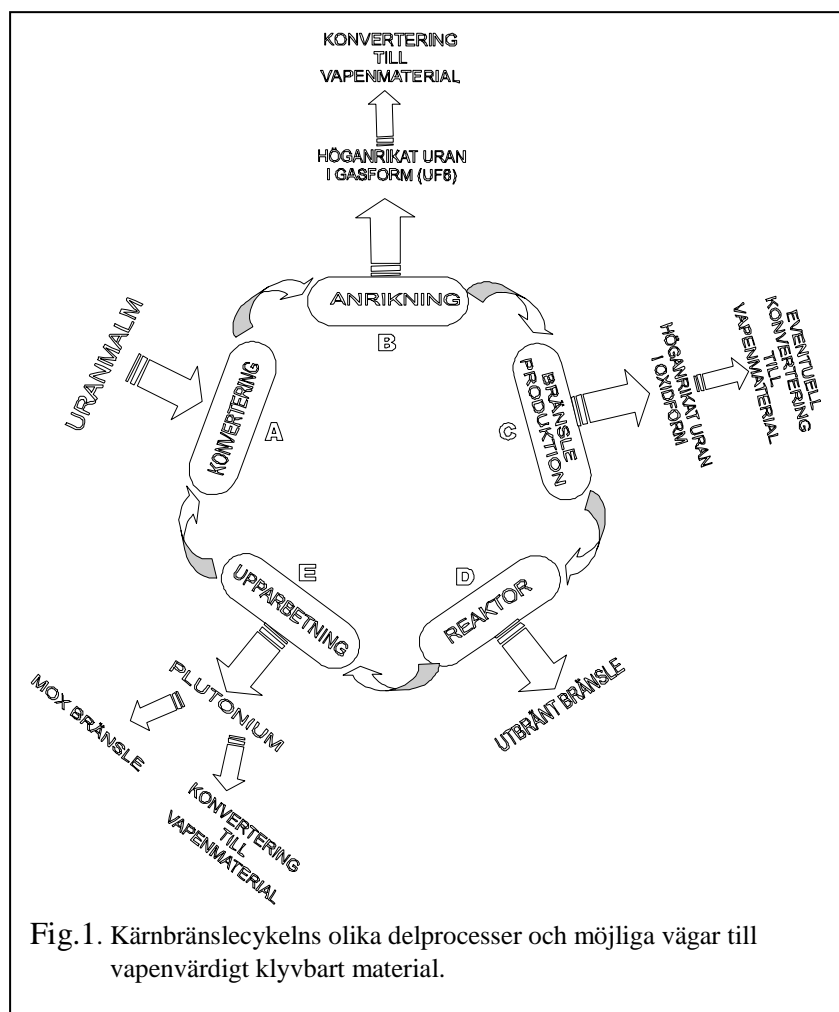 KONVERTERING
TILL
VAPENMATERIAL
HÖGANRIKAT URAN
I GASFORM (UF6)
ANRIKNING
B
URANMALM
KONVERTERING
A
BRÄNSLE
PRODUKTION
C
HÖGANRIKAT URAN
I OXIDFORM
EVENTUELL
KONVERTERING
TILL
VAPENMATERIAL
E
UPPARBETNING
D
REAKTOR
PLUTONIUM
MOX BRÄNSLE
UTBRÄNT BRÄNSLE
KONVERTERING
TILL
VAPENMATERIAL
Fig.1. Kärnbränslecykelns olika delprocesser och möjliga vägar till
vapenvärdigt klyvbart material.